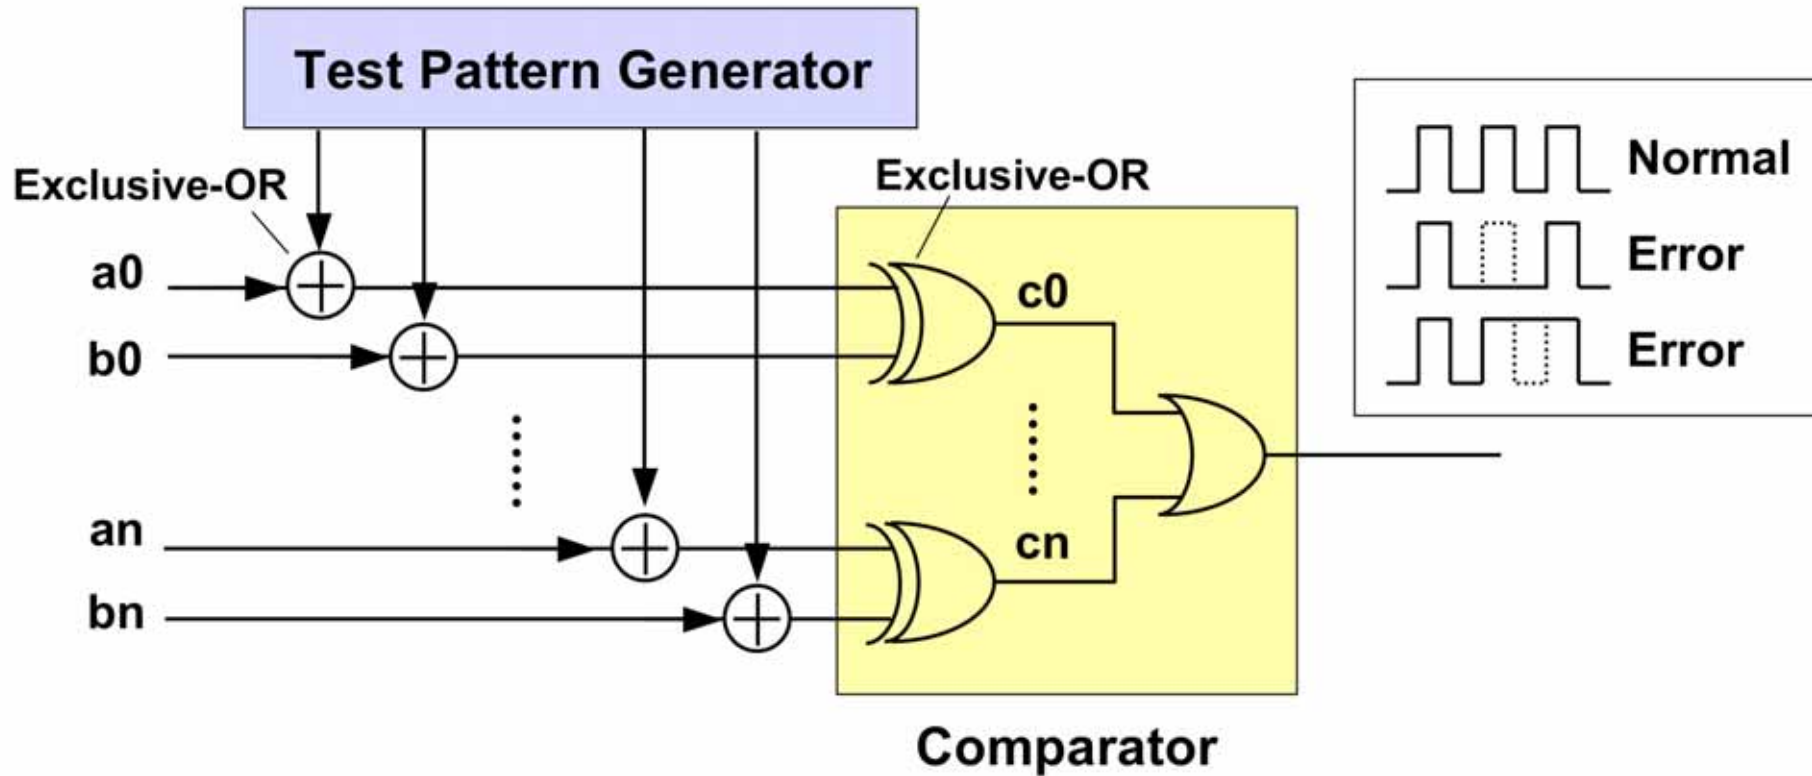 Test Pattern Generator
Exclusive-OR
Exclusive-OR
Normal
Error
Error
a0
b0
c0
an
bn
cn
Comparator